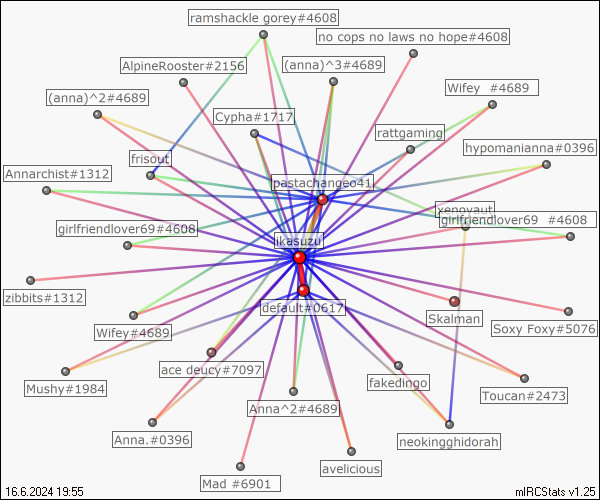 ramshackle gorey#4608
no cops no laws no hope#4608
AlpineRooster#2156
(anna)^3#4689
(anna)^2#4689
Wifey  #4689
Cypha#1717
rattgaming
frisout
hypomanianna#0396
Annarchist#1312
pastachangeo41
xennyaut
girlfriendlover69  #4608
girlfriendlover69#4608
ikasuzu
zibbits#1312
default#0617
Wifey#4689
Skalman
Soxy Foxy#5076
ace deucy#7097
Mushy#1984
fakedingo
Toucan#2473
Anna^2#4689
Anna.#0396
neokingghidorah
avelicious
Mad #6901
16.6.2024 19:55
mIRCStats v1.25